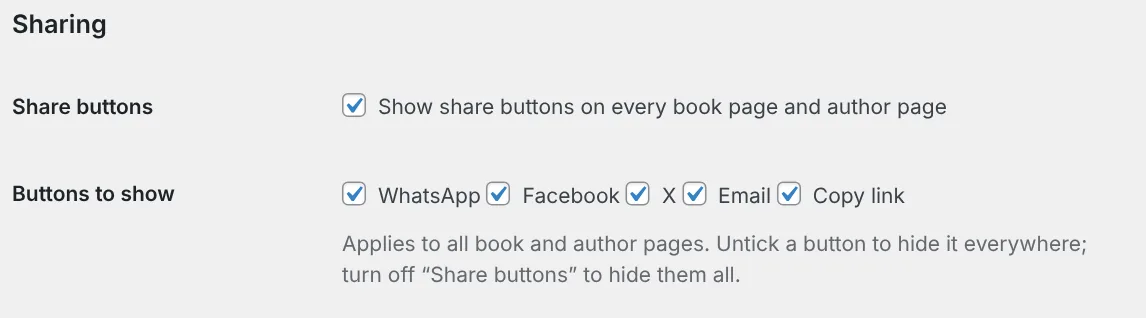 Sharing
Share buttons
Show share buttons on every book page and author page
Buttons to show
WhatsApp Facebook X Email Copy link
Applies to all book and author pages. Untick a button to hide it everywhere;
turn off “Share buttons” to hide them all.